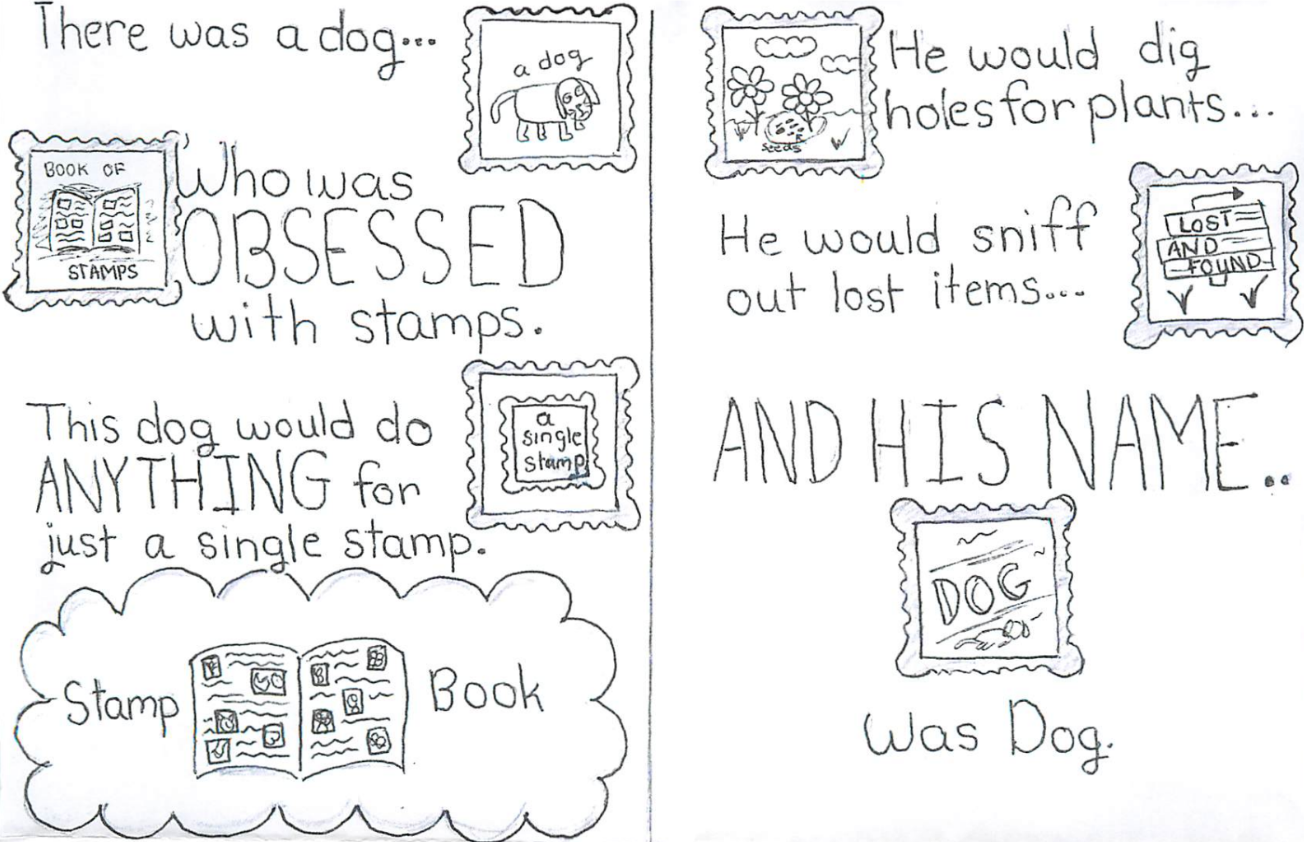 There was a dog...
a dog
BOOK OF
STAMPS
Who was
OBSESSED
with stamps.
This dog would do
ANYTHING for
just a single stamp.
a
single
stamp
Stamp Book
He would dig
holes for plants...
seeds
He would sniff
out lost items...
LOST
AND
FOUND
AND HIS NAME..
DOG
was Dog.